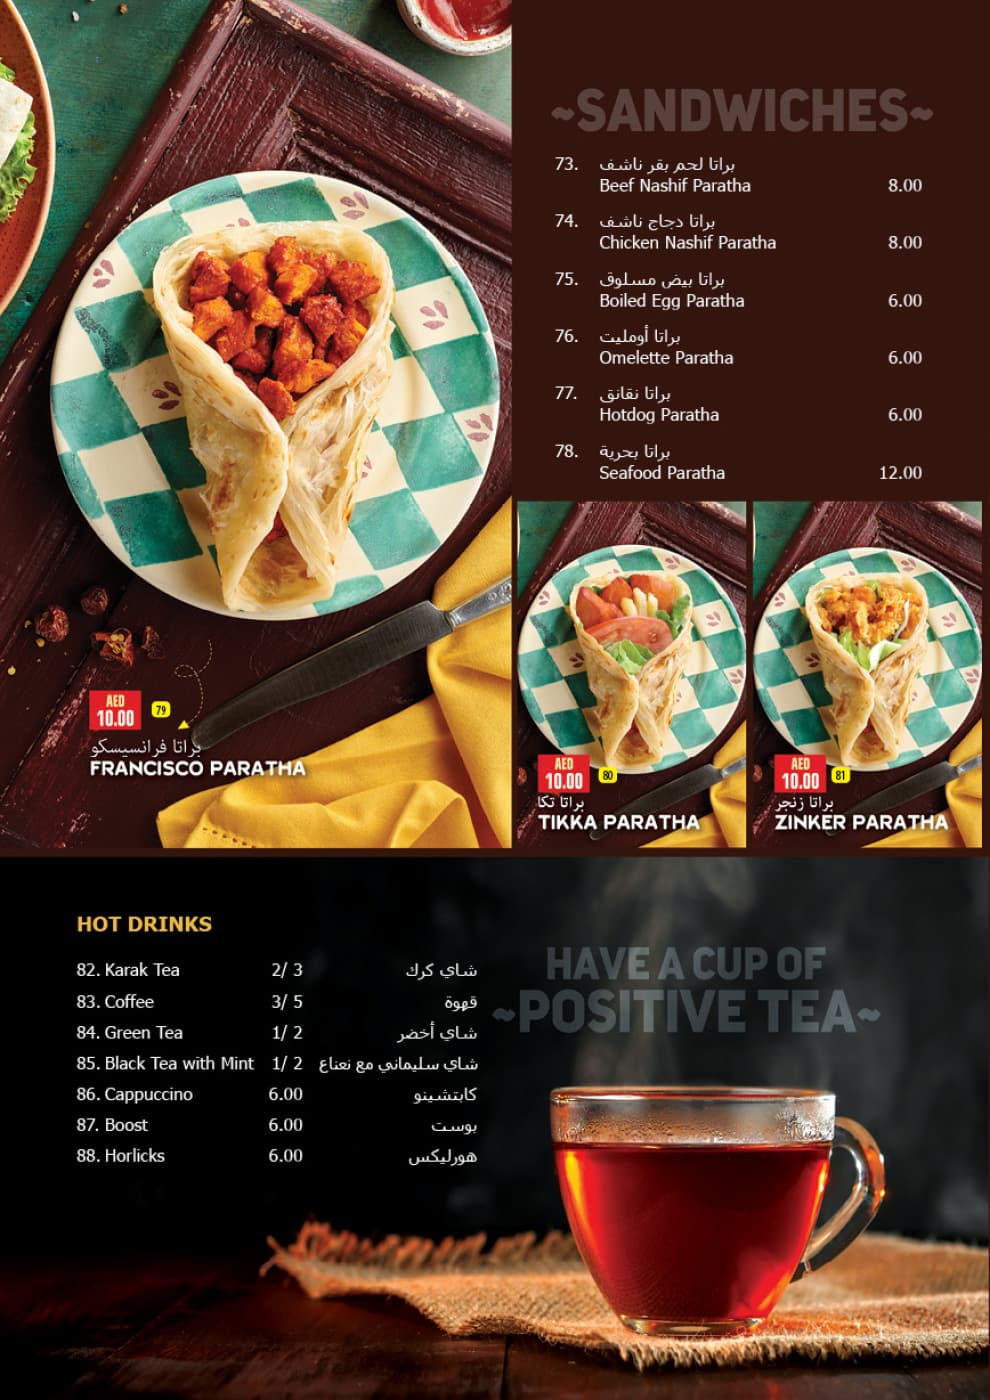 ~SANDWICHES~
73. براتا لحم بقر ناشف
Beef Nashif Paratha 8.00
74. براتا دجاج ناشف
Chicken Nashif Paratha 8.00
75. براتا بيض مسلوق
Boiled Egg Paratha 6.00
76. براتا أومليت
Omelette Paratha 6.00
77. براتا نقانق
Hotdog Paratha 6.00
78. براتا بحرية
Seafood Paratha 12.00
AED
10.00 79
براتا فرانسيسكو
FRANCISCO PARATHA
AED
10.00 80
براتا تكا
TIKKA PARATHA
AED
10.00 81
براتا زنجر
ZINKER PARATHA
HOT DRINKS
82. Karak Tea 2/ 3 شاي كرك
83. Coffee 3/ 5 قهوة
84. Green Tea 1/ 2 شاي أخضر
85. Black Tea with Mint 1/ 2 شاي سليماني مع نعناع
86. Cappuccino 6.00 كابتشينو
87. Boost 6.00 بوست
88. Horlicks 6.00 هورليكس
HAVE A CUP OF
~POSITIVE TEA~